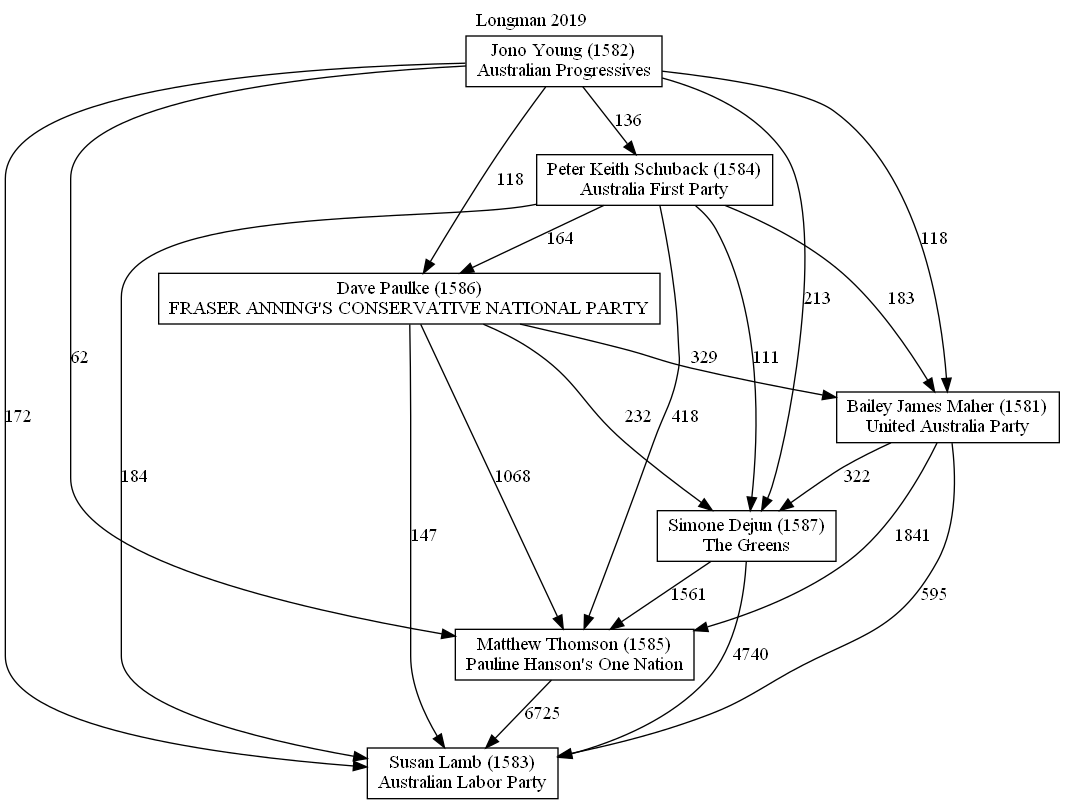 Longman 2019
Jono Young (1582)
Australian Progressives
136
Peter Keith Schuback (1584)
Australia First Party
118
164
118
Dave Paulke (1586)
FRASER ANNING'S CONSERVATIVE NATIONAL PARTY
213
183
62
329
111
Bailey James Maher (1581)
United Australia Party
172
232
418
184
1068
322
Simone Dejun (1587)
The Greens
147
1841
1561
595
Matthew Thomson (1585)
Pauline Hanson's One Nation
4740
6725
Susan Lamb (1583)
Australian Labor Party